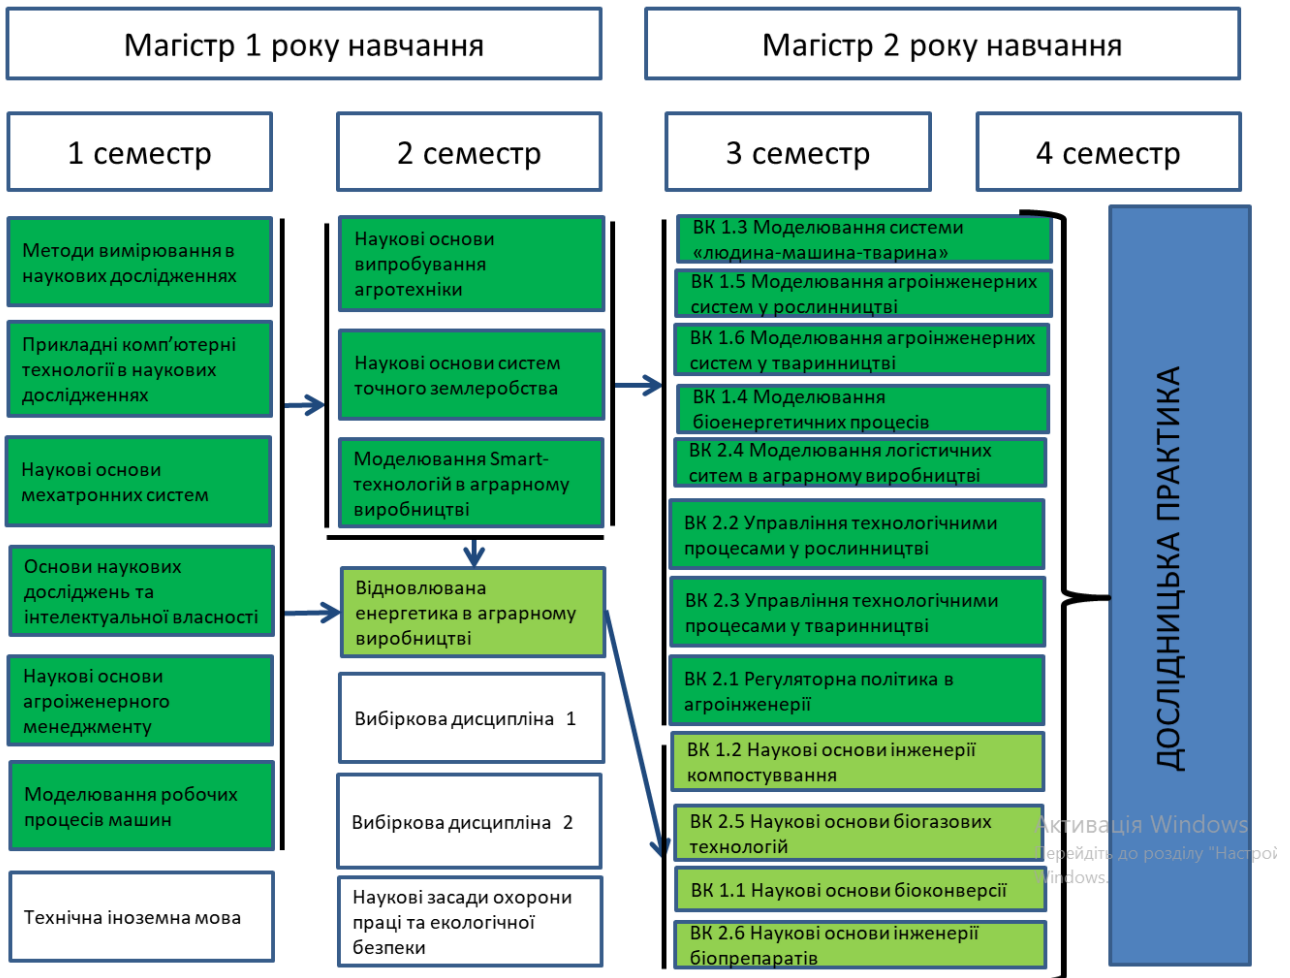 Магістр 1 року навчання
Магістр 2 року навчання
1 семестр
2 семестр
3 семестр
4 семестр
Методи вимірювання в
наукових дослідженнях
Прикладні комп’ютерні
технології в наукових
дослідженнях
Наукові основи
мехатронних систем
Основи наукових
досліджень та
інтелектуальної власності
Наукові основи
агроіженерного
менеджменту
Моделювання робочих
процесів машин
Технічна іноземна мова
Наукові основи
випробування
агротехніки
Наукові основи систем
точного землеробства
Моделювання Smart-
технологій в аграрному
виробництві
Відновлювана
енергетика в аграрному
виробництві
Вибіркова дисципліна 1
Вибіркова дисципліна 2
Наукові засади охорони
праці та екологічної
безпеки
ВК 1.3 Моделювання системи
«людина-машина-тварина»
ВК 1.5 Моделювання агроінженерних
систем у рослинництві
ВК 1.6 Моделювання агроінженерних
систем у тваринництві
ВК 1.4 Моделювання
біоенергетичних процесів
ВК 2.4 Моделювання логістичних
ситем в аграрному виробництві
ВК 2.2 Управління технологічними
процесами у рослинництві
ВК 2.3 Управління технологічними
процесами у тваринництві
ВК 2.1 Регуляторна політика в
агроінженерії
ВК 1.2 Наукові основи інженерії
компостуввання
ВК 2.5 Наукові основи біогазових
технологій
ВК 1.1 Наукові основи біоконверсії
ВК 2.6 Наукові основи інженерії
біопрепаратів
ДОСЛІДНИЦЬКА ПРАКТИКА
Активація Windows
Перейдіть до розділу "Настрой
Windows.